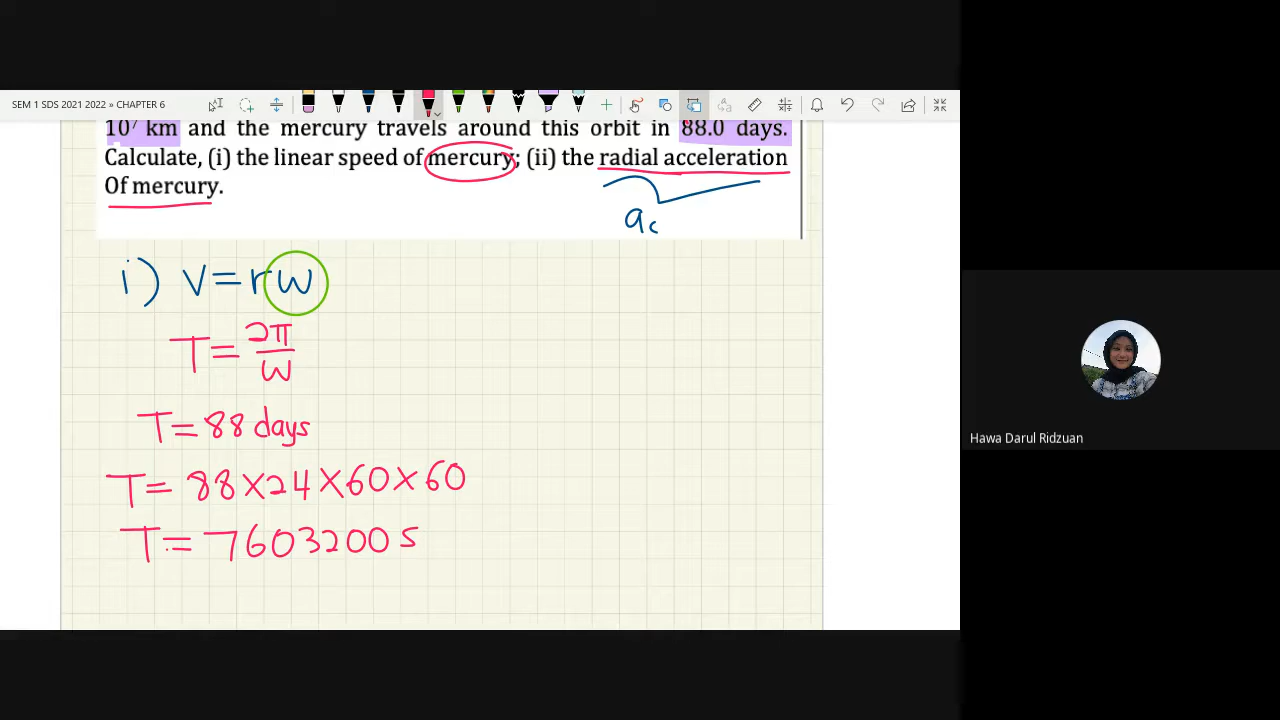 SEM 1 SDS 2021 2022 » CHAPTER 6
10⁷ km and the mercury travels around this orbit in 88.0 days.
Calculate, (i) the linear speed of mercury; (ii) the radial acceleration
Of mercury.
ac
i) v = rω
T = 2π/ω
T = 88 days
T = 88 × 24 × 60 × 60
T = 7603200 s
Hawa Darul Ridzuan